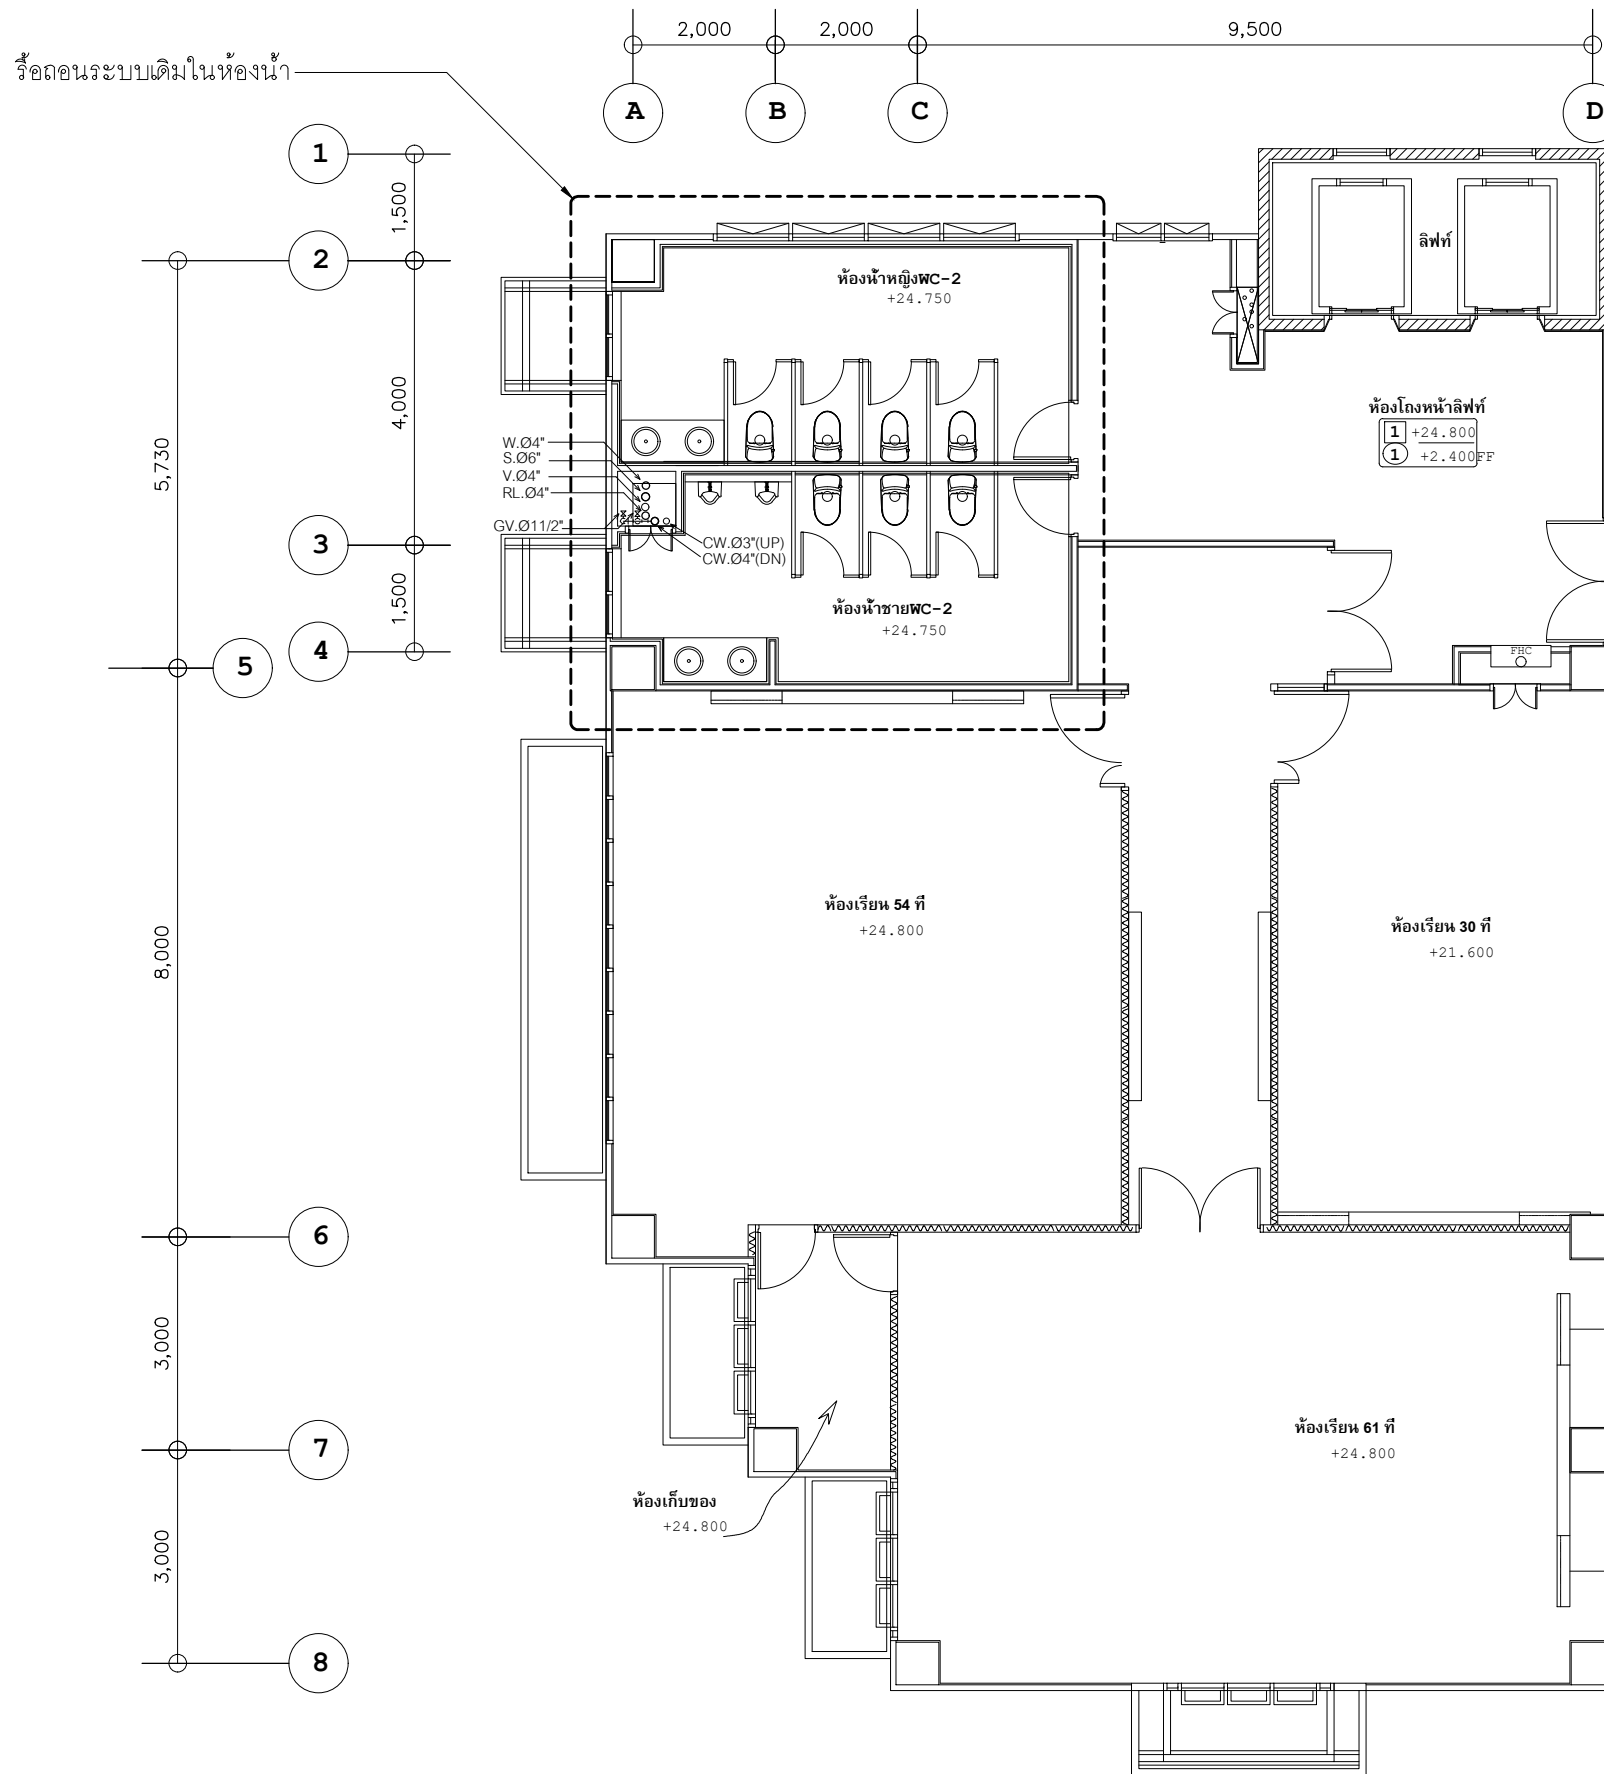 2,000
2,000
9,500
รื้อถอนระบบเดิมในห้องน้ำ
A
B
C
D
1
1,500
2
ลิฟท์
ห้องน้ำหญิงWC-2
+24.750
4,000
5,730
ห้องโถงหน้าลิฟท์
1 +24.800
1 +2.400FF
W.Ø4"
S.Ø6"
V.Ø4"
RL.Ø4"
GV.Ø11/2"
CW.Ø3"(UP)
CW.Ø4"(DN)
3
1,500
ห้องน้ำชายWC-2
+24.750
4
5
FHC
ห้องเรียน 54 ที่
+24.800
ห้องเรียน 30 ที่
+21.600
8,000
6
3,000
7
ห้องเรียน 61 ที่
+24.800
ห้องเก็บของ
+24.800
3,000
8